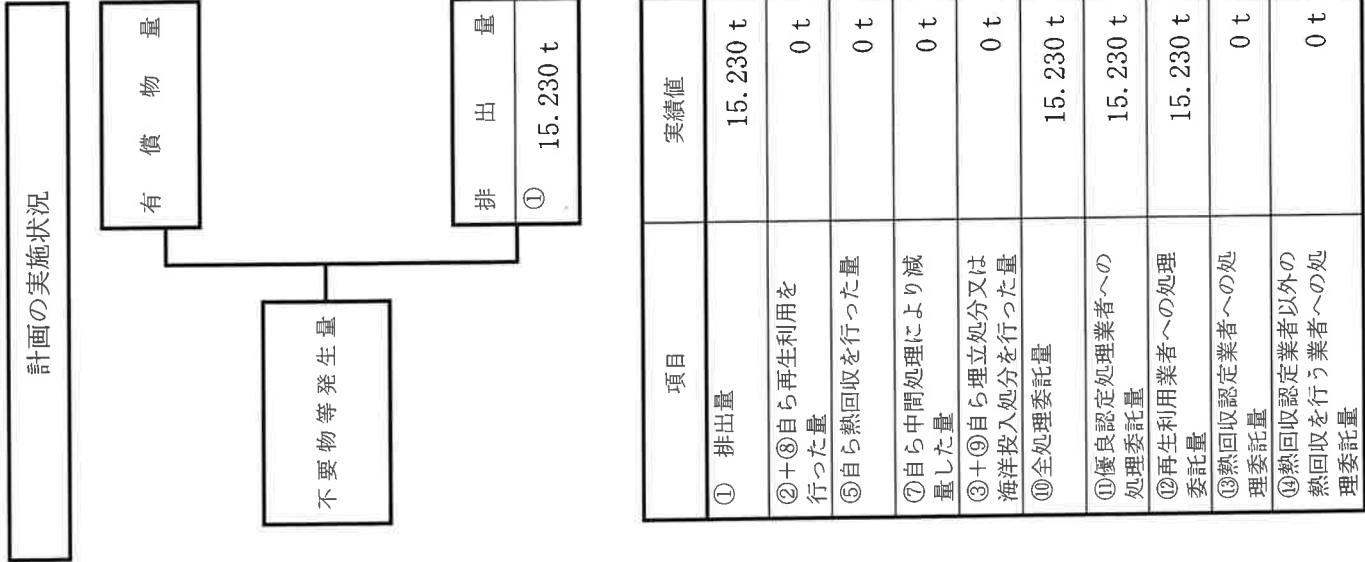 計画の実施状況
有償物量
不要物等発生量
排出量
① 15.230 t
項目 実績値
① 排出量 15.230 t
②+⑧自ら再生利用を
行った量 0 t
⑤自ら熱回収を行った量 0 t
⑦自ら中間処理により減
量した量 0 t
③+⑨自ら埋立処分又は
海洋投入処分を行った量 0 t
⑩全処理委託量 15.230 t
⑪優良認定処理業者への
処理委託量 15.230 t
⑫再生利用業者への処理
委託量 15.230 t
⑬熱回収認定業者への処
理委託量 0 t
⑭熱回収認定業者以外の
熱回収を行う業者への処
理委託量 0 t